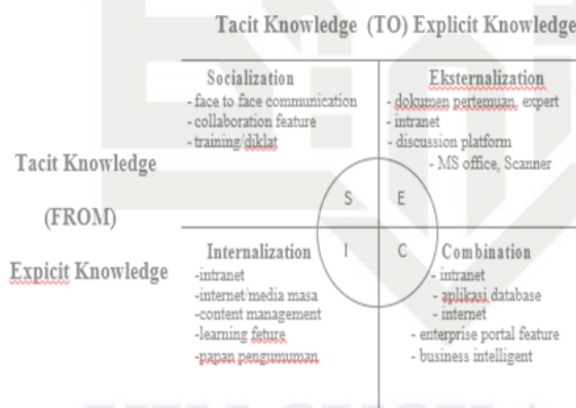 Tacit Knowledge (TO) Explicit Knowledge
Socialization
- face to face communication
- collaboration feature
- training/diklat
Eksternalization
- dokumen pertemuan, expert
- intranet
- discussion platform
- MS office, Scanner
Tacit Knowledge
(FROM)
Expicit Knowledge
S
E
I
C
Internalization
-intranet
-internet/media masa
-content management
-learning feture
-papan pengumuman
Combination
- intranet
- aplikasi database
- internet
- enterprise portal feature
- business intelligent